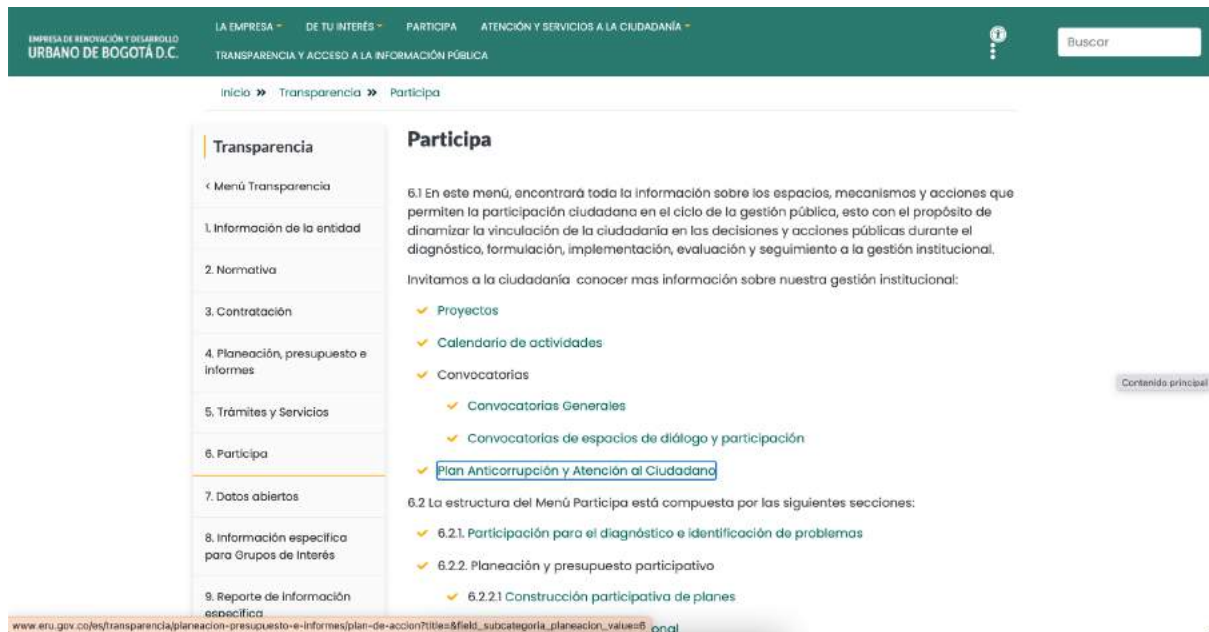 EMPRESA DE RENOVACIÓN Y DESARROLLO
URBANO DE BOGOTÁ D.C.
LA EMPRESA
DE TU INTERÉS
PARTICIPA
ATENCIÓN Y SERVICIOS A LA CIUDADANÍA
TRANSPARENCIA Y ACCESO A LA INFORMACIÓN PÚBLICA
Buscar
Inicio » Transparencia » Participa
Transparencia
< Menú Transparencia
1. Información de la entidad
2. Normativa
3. Contratación
4. Planeación, presupuesto e
informes
5. Trámites y Servicios
6. Participa
7. Datos abiertos
8. Información específica
para Grupos de Interés
9. Reporte de información
específica
Participa
6.1 En este menú, encontrará toda la información sobre los espacios, mecanismos y acciones que
permiten la participación ciudadana en el ciclo de la gestión pública, esto con el propósito de
dinamizar la vinculación de la ciudadanía en las decisiones y acciones públicas durante el
diagnóstico, formulación, implementación, evaluación y seguimiento a la gestión institucional.
Invitamos a la ciudadanía conocer mas información sobre nuestra gestión institucional:
Proyectos
Calendario de actividades
Convocatorias
Convocatorias Generales
Convocatorias de espacios de diálogo y participación
Plan Anticorrupción y Atención al Ciudadano
6.2 La estructura del Menú Participa está compuesta por las siguientes secciones:
6.2.1. Participación para el diagnóstico e identificación de problemas
6.2.2. Planeación y presupuesto participativo
6.2.2.1 Construcción participativa de planes
Contenido principal
www.eru.gov.co/es/transparencia/planeacion-presupuesto-e-informes/plan-de-accion?title=&field_subcategoria_planeacion_value=6